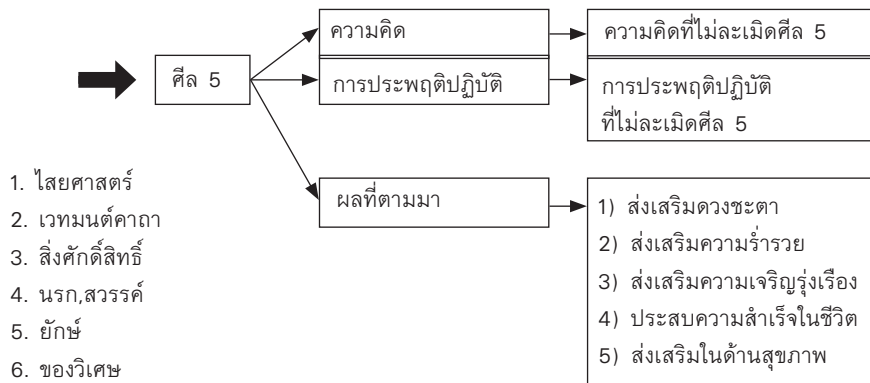 ความคิด
ความคิดที่ไม่ละเมิดศีล 5
ศีล 5
การประพฤติปฏิบัติ
การประพฤติปฏิบัติ
ที่ไม่ละเมิดศีล 5
1. ไสยศาสตร์
2. เวทมนต์คาถา
3. สิ่งศักดิ์สิทธิ์
4. นรก,สวรรค์
5. ยักษ์
6. ของวิเศษ
ผลที่ตามมา
1) ส่งเสริมดวงชะตา
2) ส่งเสริมความร่ำรวย
3) ส่งเสริมความเจริญรุ่งเรือง
4) ประสบความสำเร็จในชีวิต
5) ส่งเสริมในด้านสุขภาพ